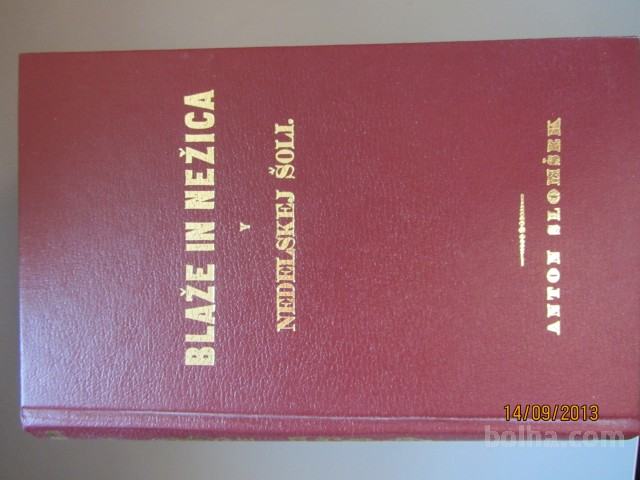 BLAŽE IN NEŽICA
V
NEDELSKEJ ŠOLI.
ANTON SLOMŠEK
14/09/2013
bolha.com